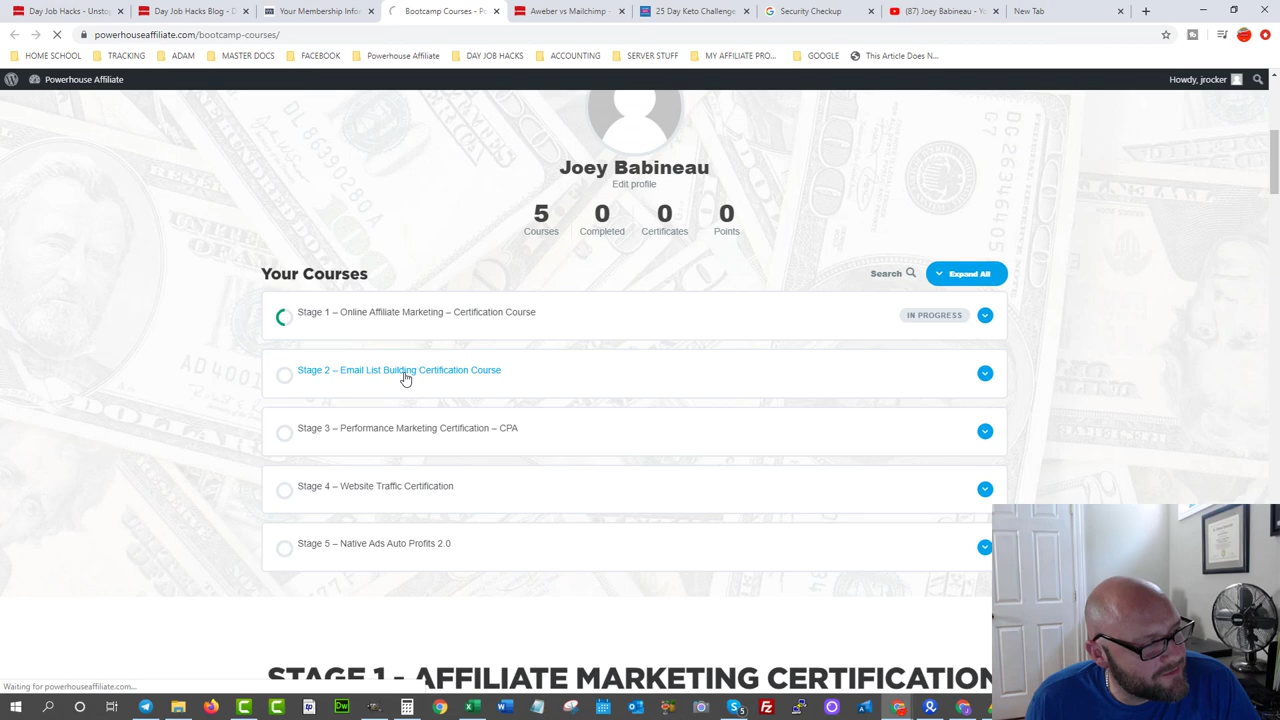 Day Job Hacks - Unstop
Day Job Hacks Blog - D
Your Membership Infor
Bootcamp Courses - Po
Aweber vs Mailchimp -
25 Day Keto Challenge
Security Checkup
(87) Joey Babineau - Yo
New Tab
powerhouseaffiliate.com/bootcamp-courses/
HOME SCHOOL
TRACKING
ADAM
MASTER DOCS
FACEBOOK
Powerhouse Affiliate
DAY JOB HACKS
ACCOUNTING
SERVER STUFF
MY AFFILIATE PRO...
GOOGLE
This Article Does N...
Powerhouse Affiliate
Howdy, jrocker
Joey Babineau
Edit profile
5 0 0 0
Courses Completed Certificates Points
Your Courses
Search
Expand All
Stage 1 – Online Affiliate Marketing – Certification Course
IN PROGRESS
Stage 2 – Email List Building Certification Course
Stage 3 – Performance Marketing Certification – CPA
Stage 4 – Website Traffic Certification
Stage 5 – Native Ads Auto Profits 2.0
STAGE 1 - AFFILIATE MARKETING CERTIFICATION
Waiting for powerhouseaffiliate.com...